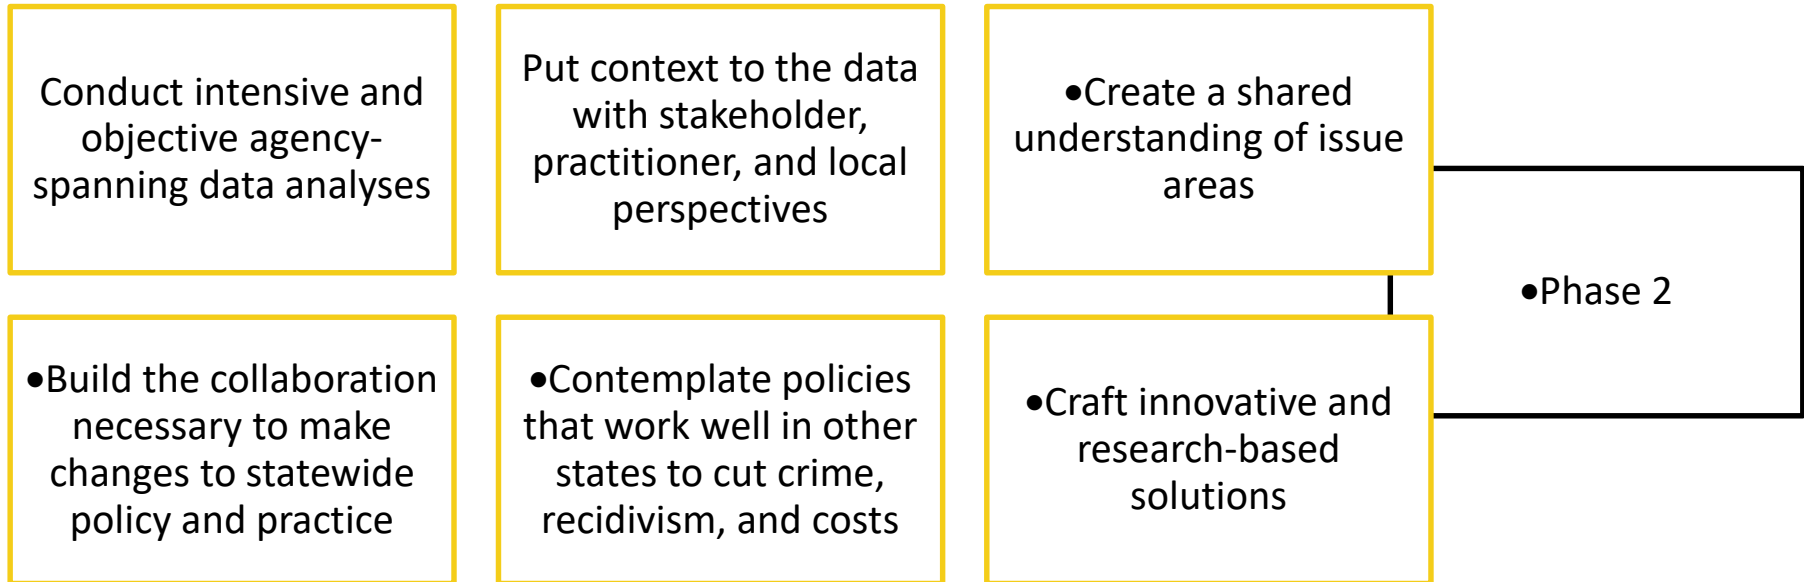 Conduct intensive and
objective agency-
spanning data analyses
Put context to the data
with stakeholder,
practitioner, and local
perspectives
•Create a shared
understanding of issue
areas
•Phase 2
•Build the collaboration
necessary to make
changes to statewide
policy and practice
•Contemplate policies
that work well in other
states to cut crime,
recidivism, and costs
•Craft innovative and
research-based
solutions